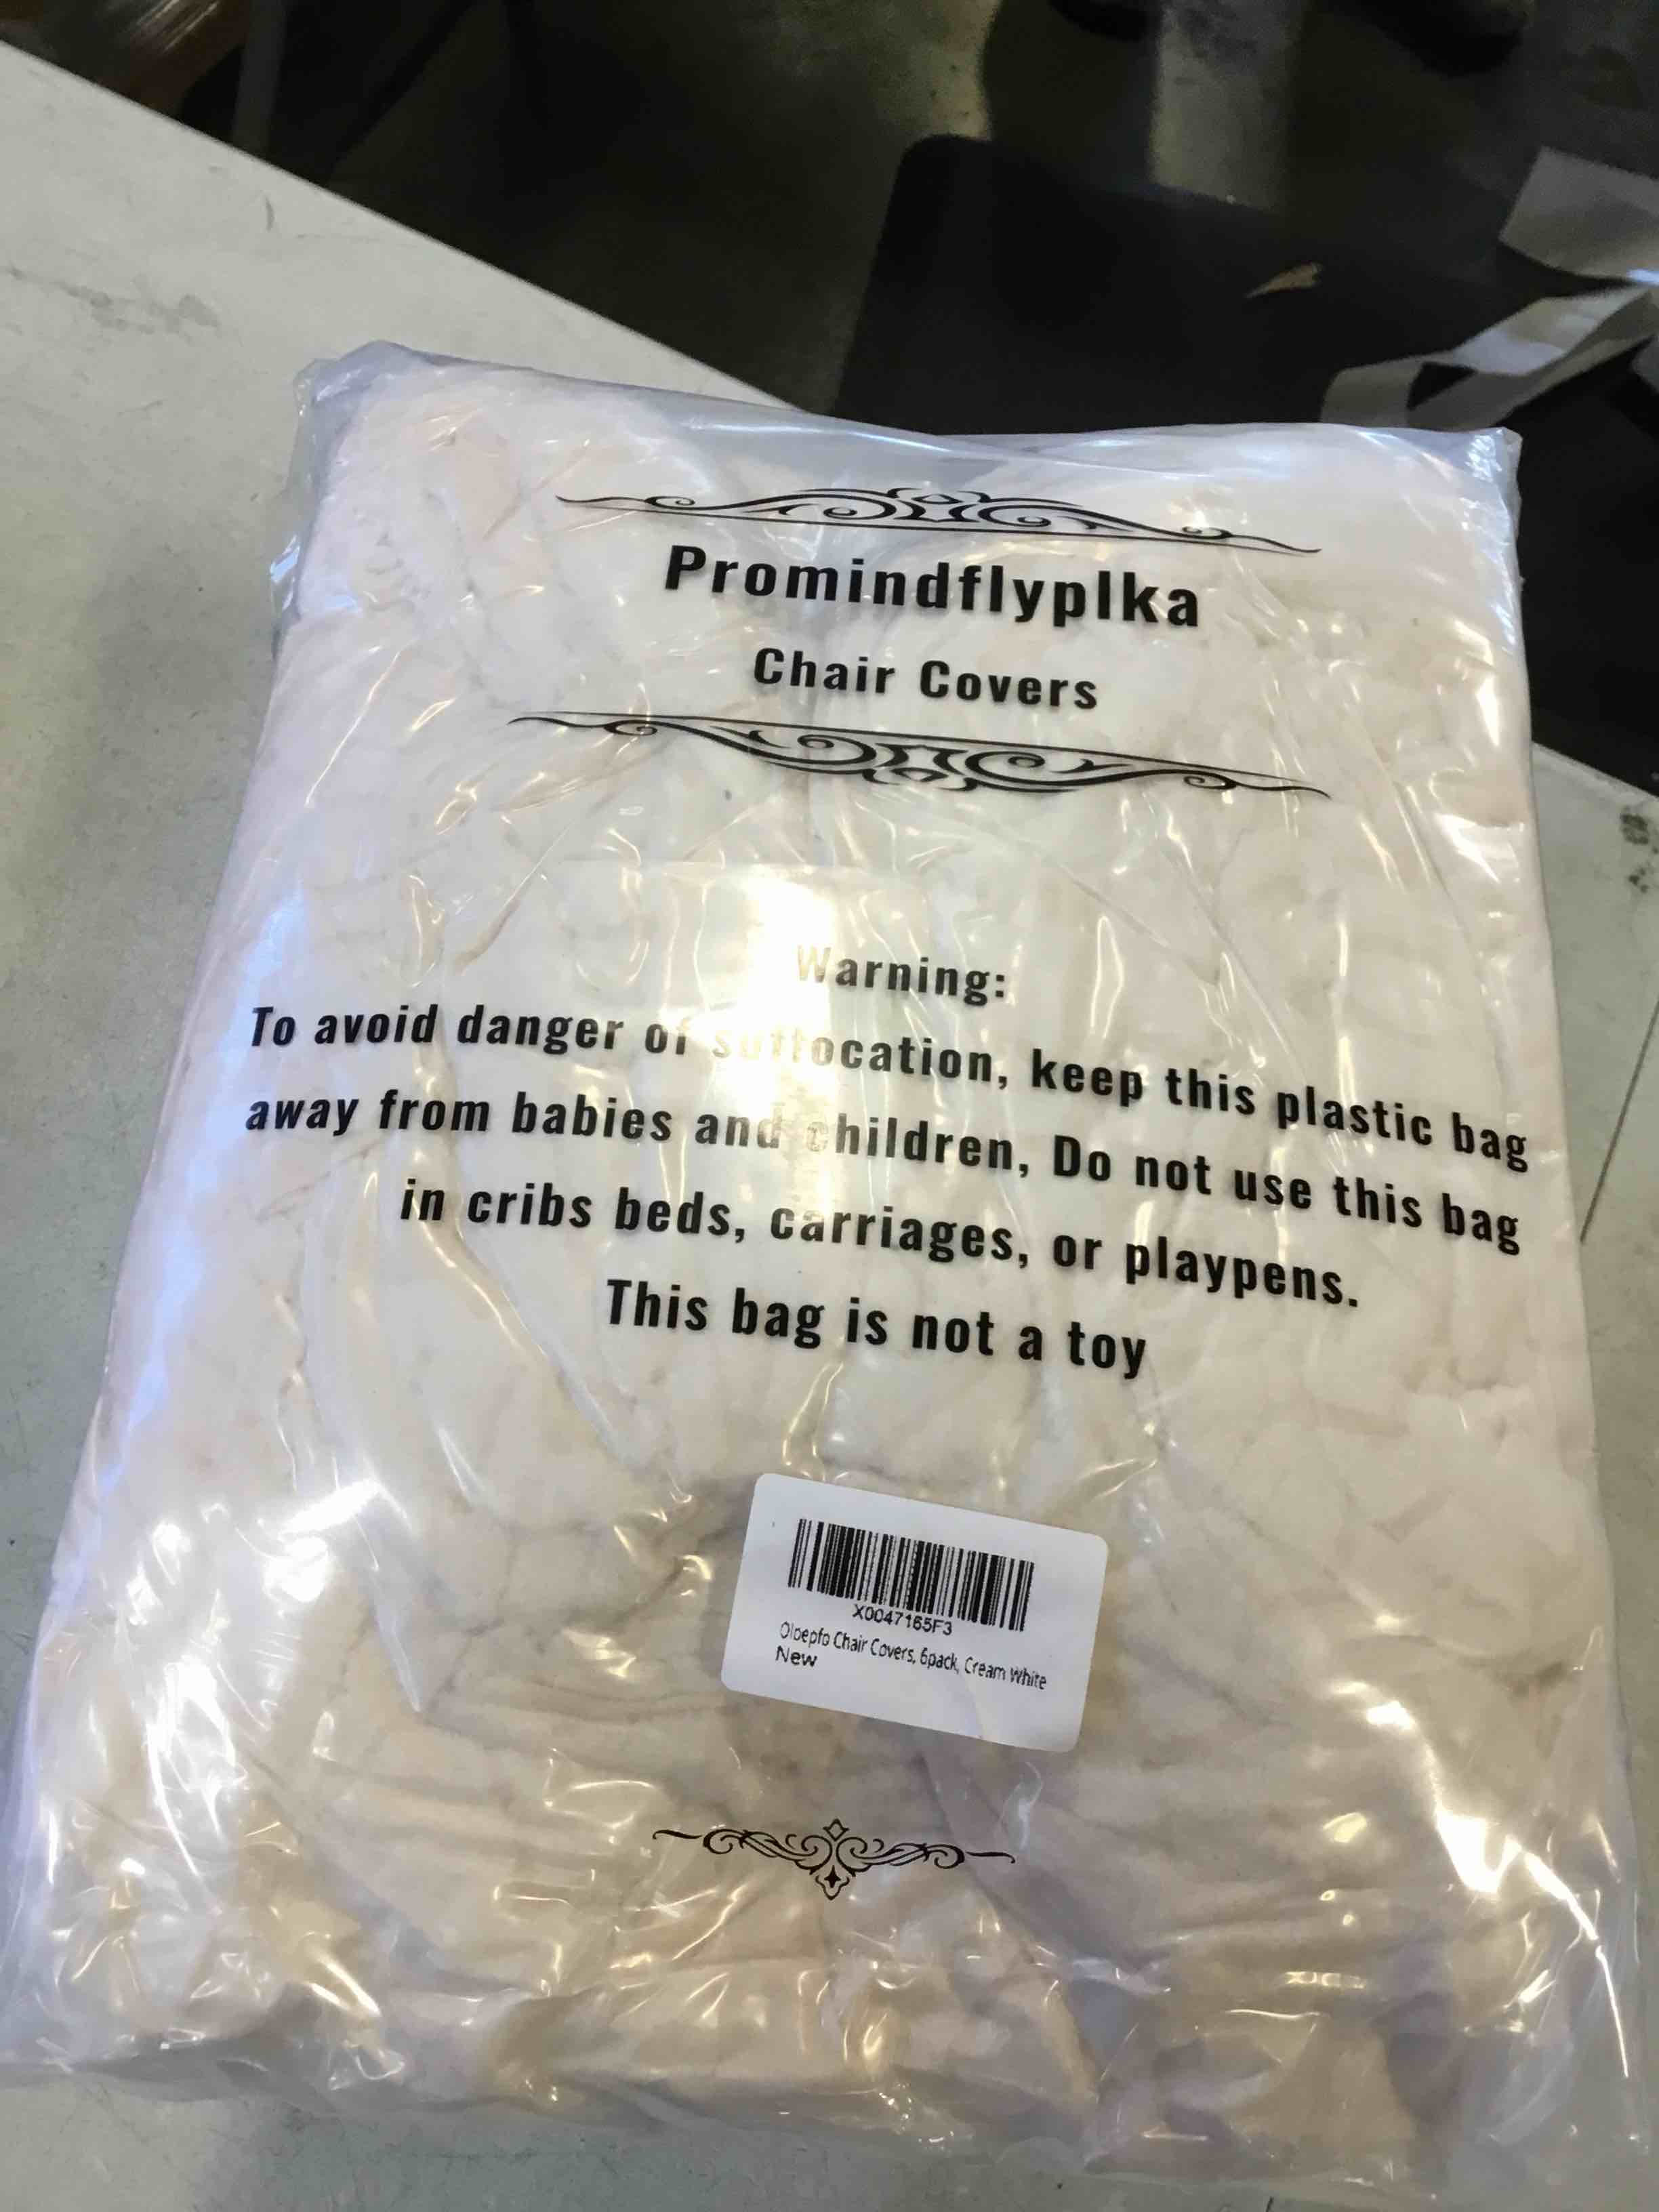 Promindflyplka
Chair Covers
Warning:
To avoid danger of suffocation, keep this plastic bag
away from babies and children, Do not use this bag
in cribs beds, carriages, or playpens.
This bag is not a toy
X0047165F3
Oloepfo Chair Covers, 6pack, Cream White
New